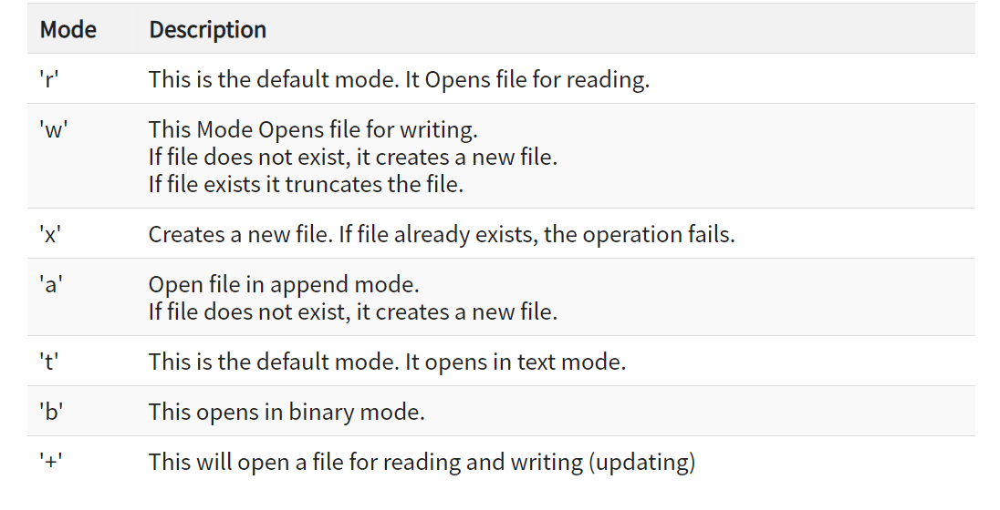 Mode Description
'r' This is the default mode. It Opens file for reading.
'w' This Mode Opens file for writing.
If file does not exist, it creates a new file.
If file exists it truncates the file.
'x' Creates a new file. If file already exists, the operation fails.
'a' Open file in append mode.
If file does not exist, it creates a new file.
't' This is the default mode. It opens in text mode.
'b' This opens in binary mode.
'+' This will open a file for reading and writing (updating)